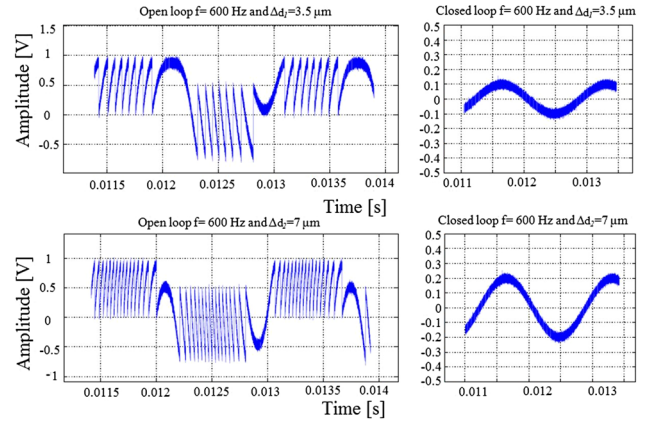 Open loop f= 600 Hz and Δd₁=3.5 μm
Closed loop f= 600 Hz and Δd₁=3.5 μm
Amplitude [V]
1.5
1
0.5
0
-0.5
0.5
0.4
0.3
0.2
0.1
0
-0.1
-0.2
-0.3
-0.4
-0.5
0.0115 0.012 0.0125 0.013 0.0135 0.014
0.011 0.012 0.013
Time [s]
Open loop f= 600 Hz and Δd₂=7 μm
Closed loop f= 600 Hz and Δd₂=7 μm
Amplitude [V]
1
0.5
0
-0.5
-1
0.5
0.4
0.3
0.2
0.1
0
-0.1
-0.2
-0.3
-0.4
-0.5
0.0115 0.012 0.0125 0.013 0.0135 0.014
0.011 0.012 0.013
Time [s]